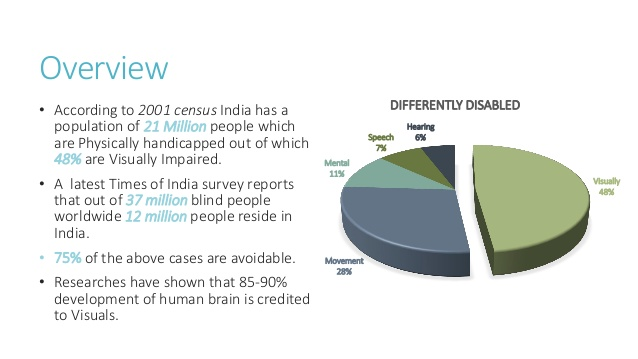 Overview
• According to 2001 census India has a
population of 21 Million people which
are Physically handicapped out of which
48% are Visually Impaired.
• A latest Times of India survey reports
that out of 37 million blind people
worldwide 12 million people reside in
India.
• 75% of the above cases are avoidable.
• Researches have shown that 85-90%
development of human brain is credited
to Visuals.
DIFFERENTLY DISABLED
Hearing
6%
Speech
7%
Mental
11%
Visually
48%
Movement
28%